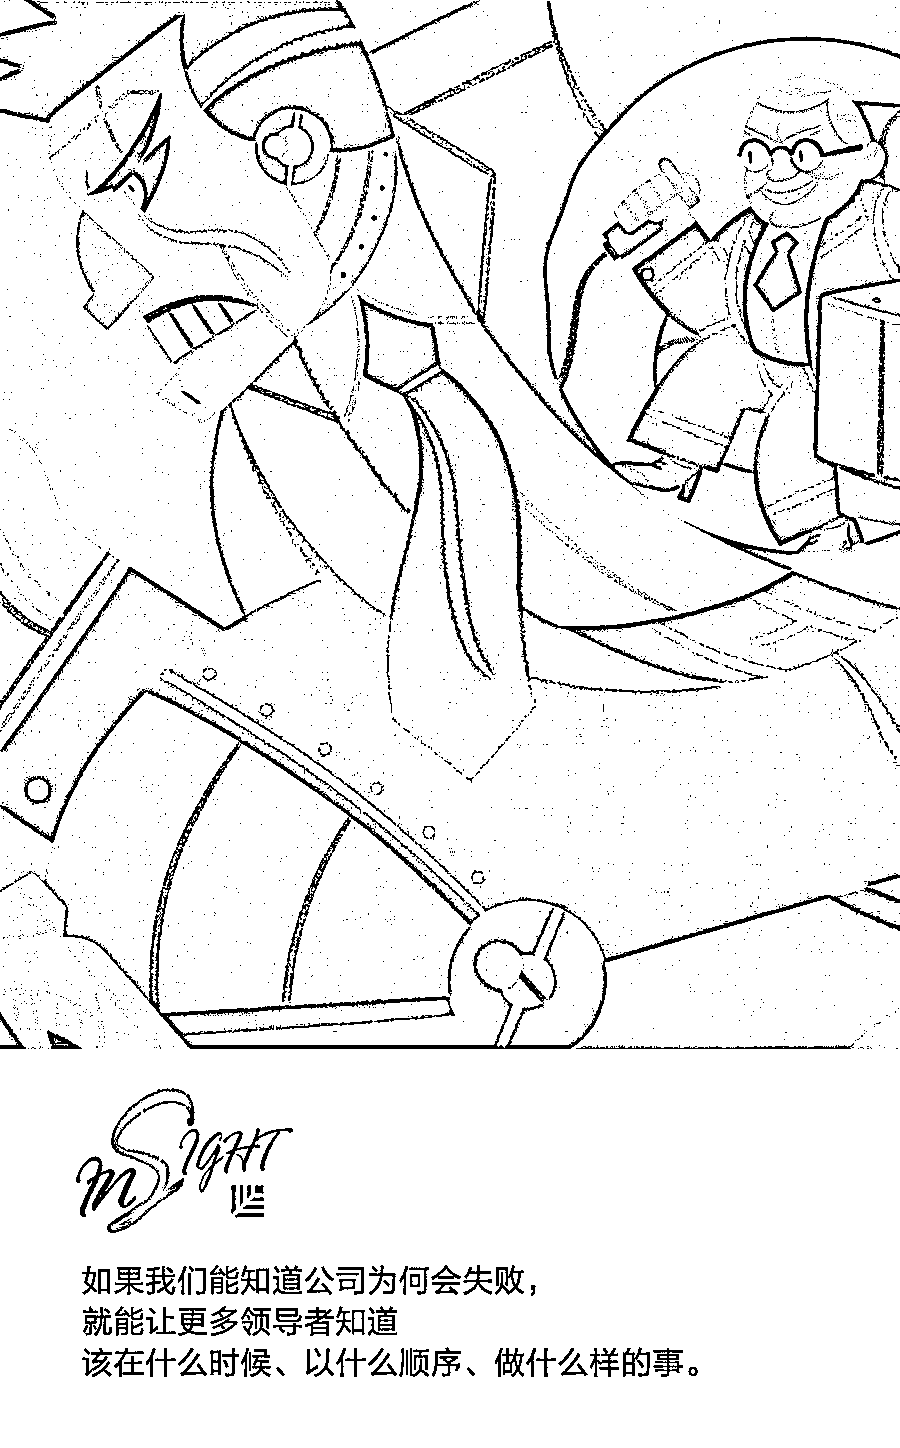 InSIGHT
如果我们能知道公司为何会失败，
就能让更多领导者知道
该在什么时候、以什么顺序、做什么样的事。